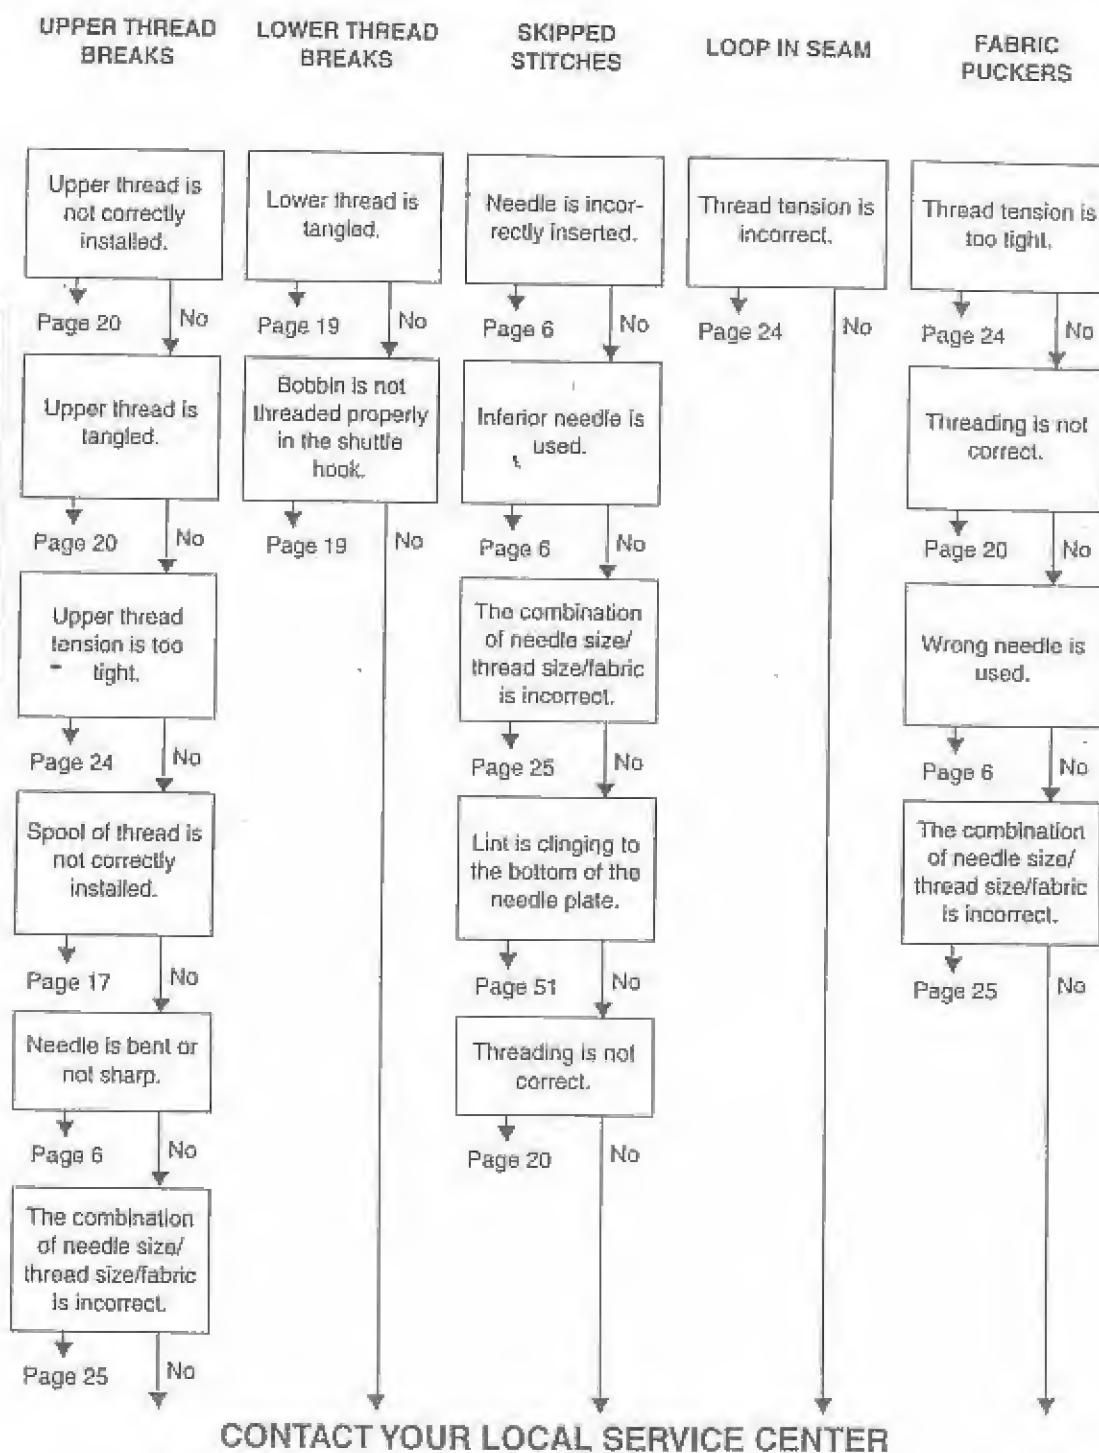 UPPER THREAD
BREAKS
Upper thread is
not correctly
installed.
Page 20
No
Upper thread is
tangled.
Page 20
No
Upper thread
tension is too
tight.
Page 24
No
Spool of thread is
not correctly
installed.
Page 17
No
Needle is bent or
not sharp.
Page 6
No
The combination
of needle size/
thread size/fabric
is incorrect.
Page 25
No
LOWER THREAD
BREAKS
Lower thread is
tangled.
Page 19
No
Bobbin is not
threaded properly
in the shuttle
hook.
Page 19
No
SKIPPED
STITCHES
Needle is incor-
rectly inserted.
Page 6
No
Inferior needle is
used.
Page 6
No
The combination
of needle size/
thread size/fabric
is incorrect.
Page 25
No
Lint is clinging to
the bottom of the
needle plate.
Page 51
No
Threading is not
correct.
Page 20
No
LOOP IN SEAM
Thread tension is
incorrect.
Page 24
No
FABRIC
PUCKERS
Thread tension is
too tight.
Page 24
No
Threading is not
correct.
Page 20
No
Wrong needle is
used.
Page 6
No
The combination
of needle size/
thread size/fabric
is incorrect.
Page 25
No
CONTACT YOUR LOCAL SERVICE CENTER